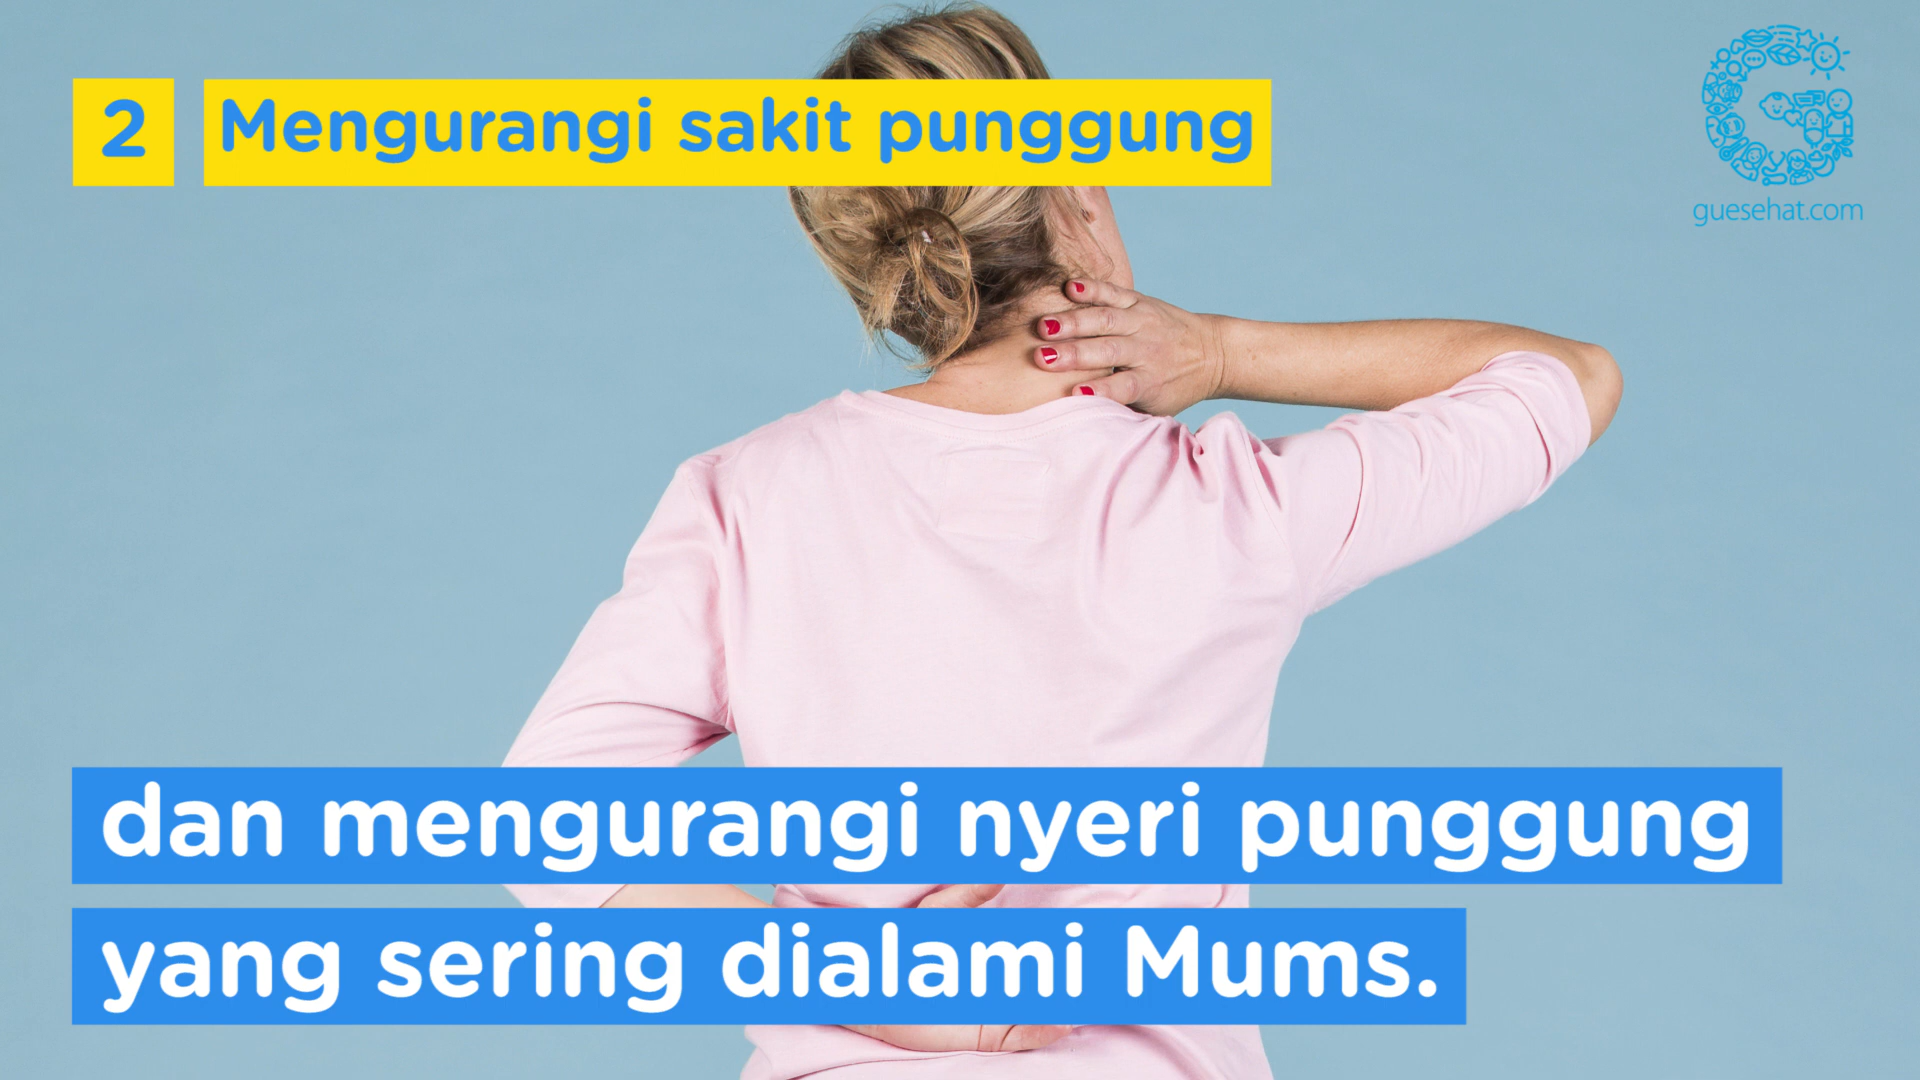 2 Mengurangi sakit punggung
guesehat.com
dan mengurangi nyeri punggung
yang sering dialami Mums.